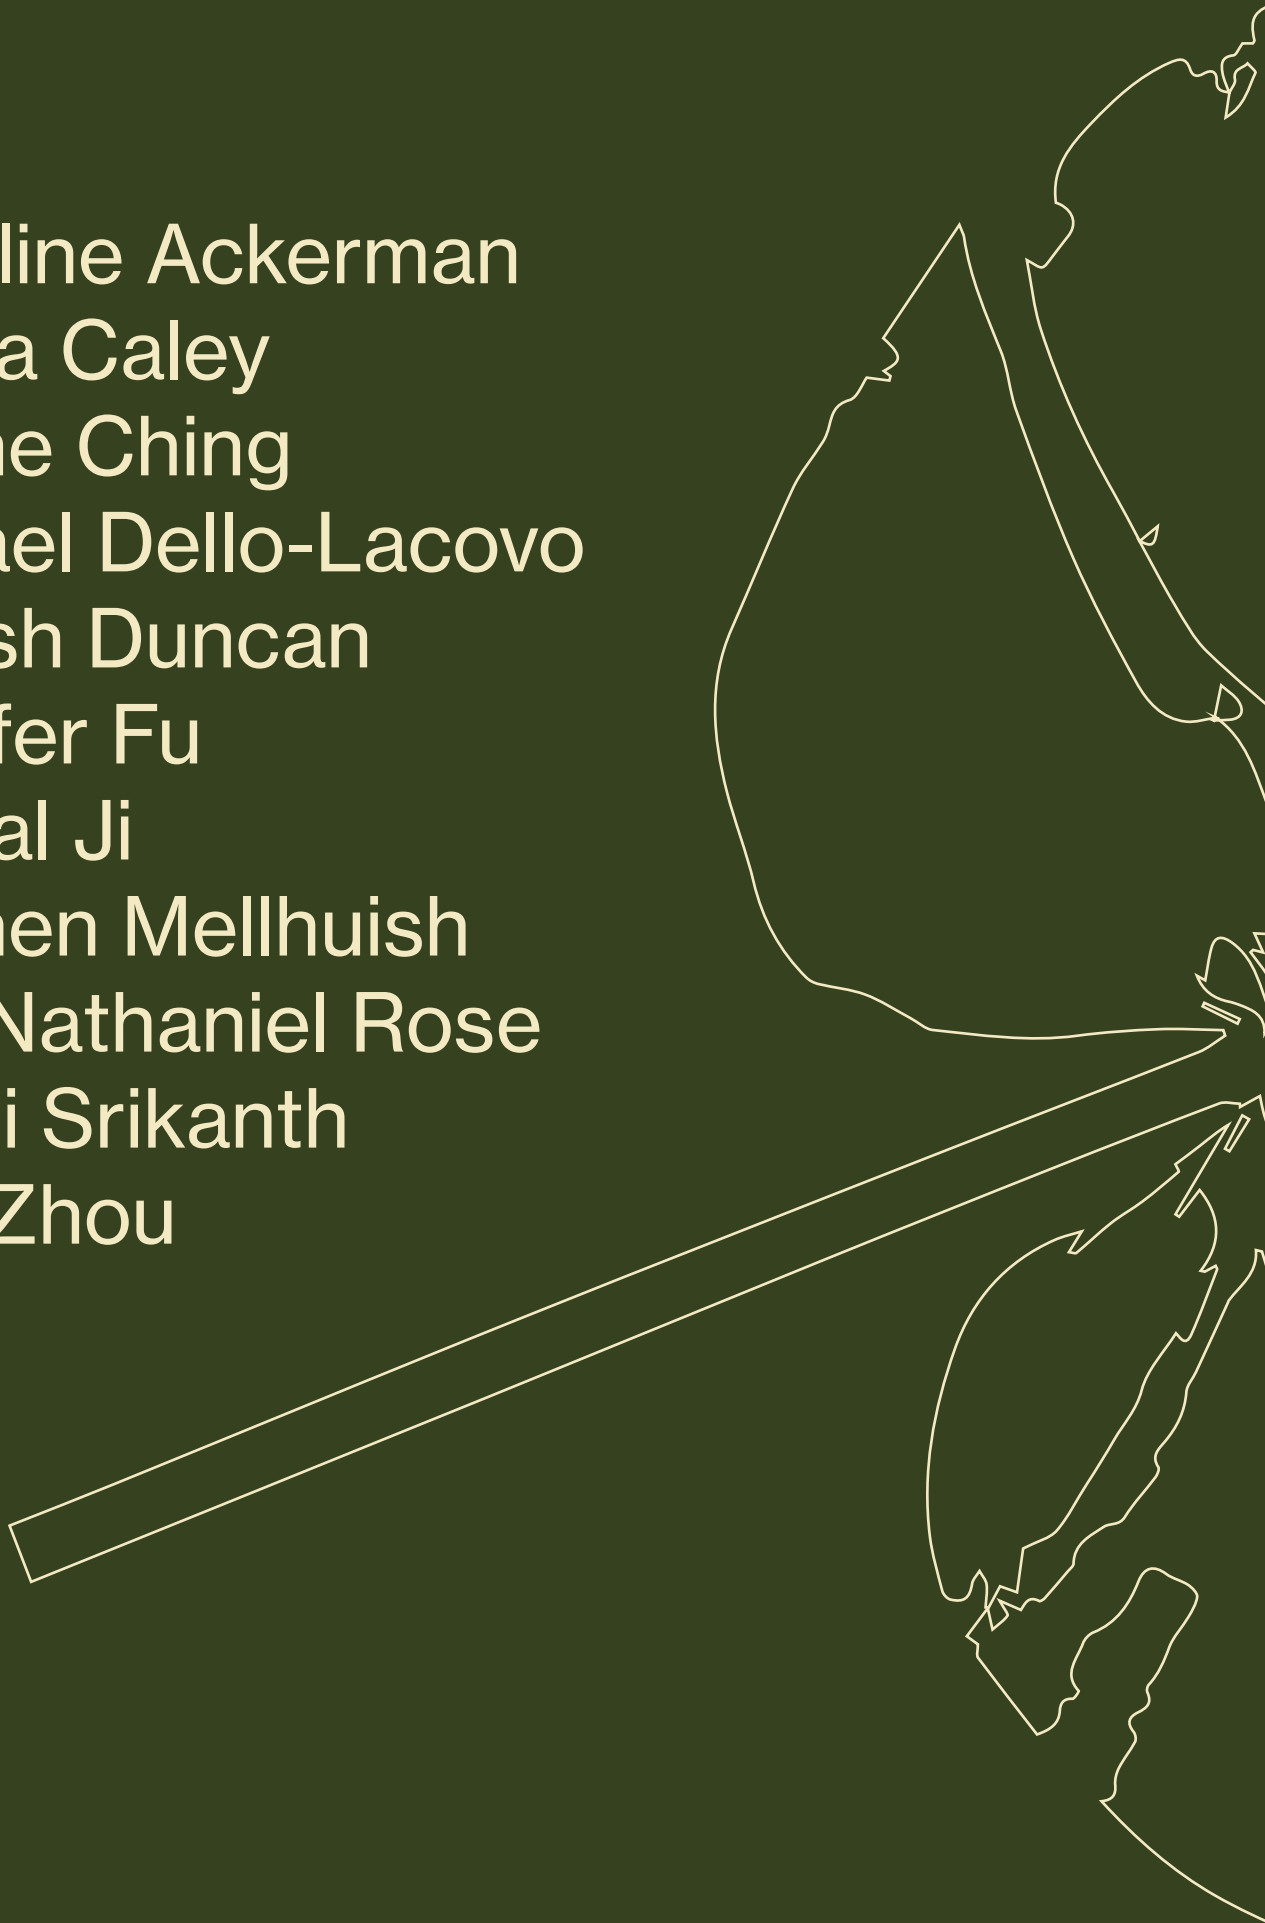 line Ackerman
a Caley
ne Ching
ael Dello-Lacovo
sh Duncan
fer Fu
al Ji
en Mellhuish
Nathaniel Rose
i Srikanth
Zhou